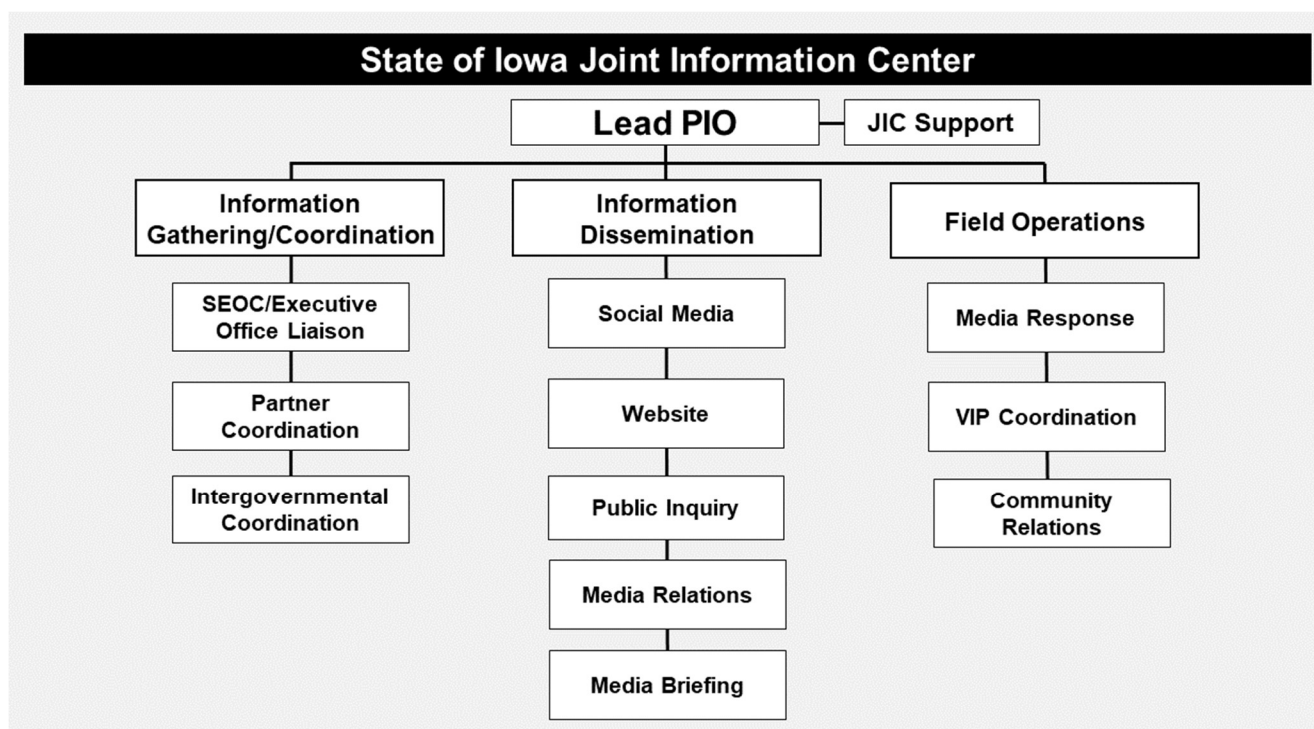 State of Iowa Joint Information Center
Lead PIO
JIC Support
Information
Gathering/Coordination
SEOC/Executive
Office Liaison
Partner
Coordination
Intergovernmental
Coordination
Information
Dissemination
Social Media
Website
Public Inquiry
Media Relations
Media Briefing
Field Operations
Media Response
VIP Coordination
Community
Relations